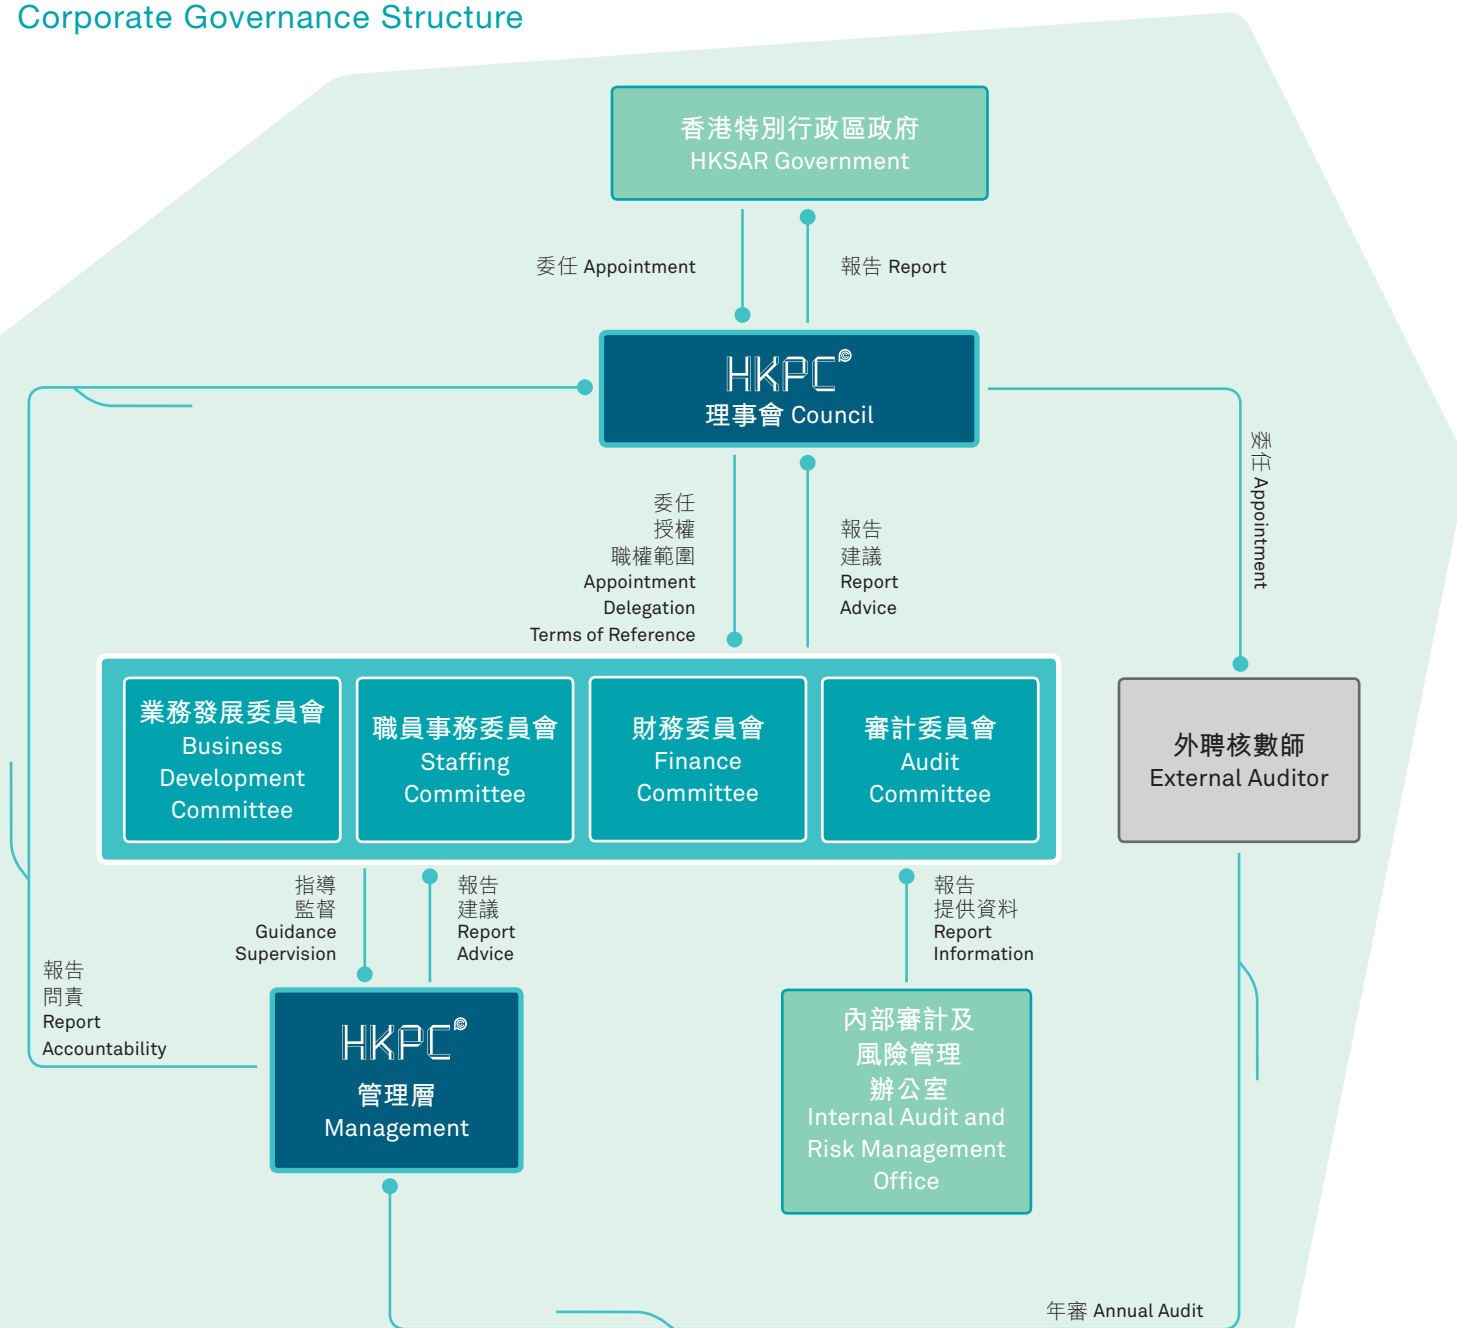 Corporate Governance Structure
香港特別行政區政府
HKSAR Government
委任 Appointment
報告 Report
HKPC
理事會 Council
委任 Appointment
委任
授權
職權範圍
Appointment
Delegation
Terms of Reference
報告
建議
Report
Advice
業務發展委員會
Business
Development
Committee
職員事務委員會
Staffing
Committee
財務委員會
Finance
Committee
審計委員會
Audit
Committee
外聘核數師
External Auditor
指導
監督
Guidance
Supervision
報告
建議
Report
Advice
報告
提供資料
Report
Information
報告
問責
Report
Accountability
HKPC
管理層
Management
內部審計及
風險管理
辦公室
Internal Audit and
Risk Management
Office
年審 Annual Audit